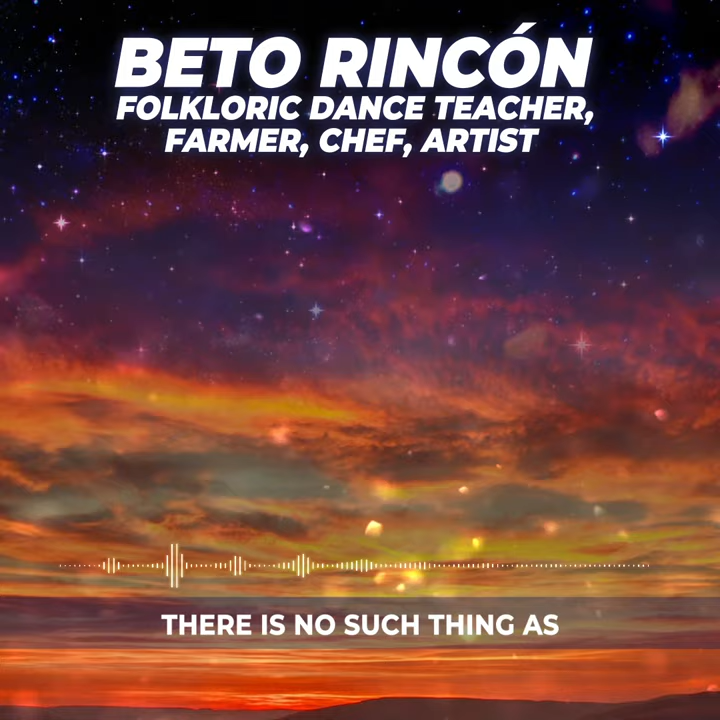 BETO RINCÓN
FOLKLORIC DANCE TEACHER,
FARMER, CHEF, ARTIST
THERE IS NO SUCH THING AS